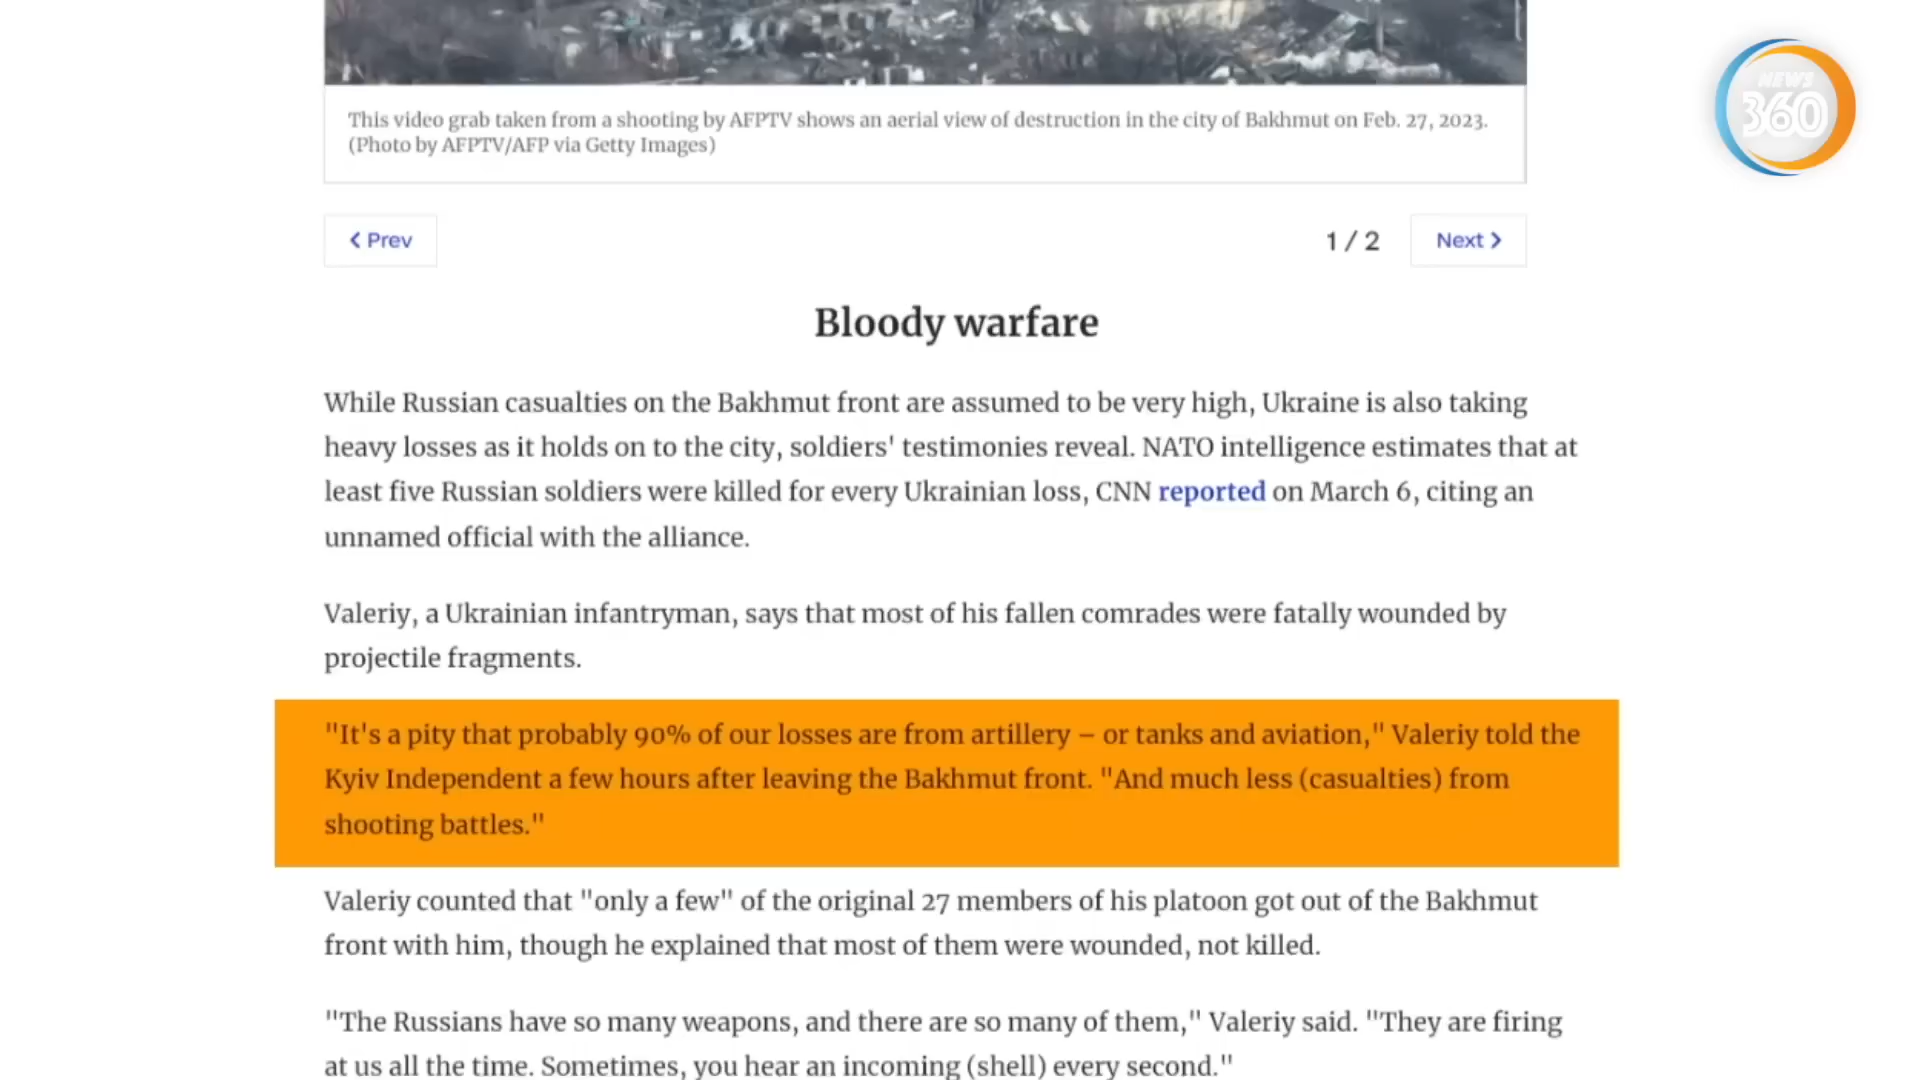 NEWS
360
This video grab taken from a shooting by AFPTV shows an aerial view of destruction in the city of Bakhmut on Feb. 27, 2023.
(Photo by AFPTV/AFP via Getty Images)
Prev
1 / 2
Next
Bloody warfare
While Russian casualties on the Bakhmut front are assumed to be very high, Ukraine is also taking
heavy losses as it holds on to the city, soldiers' testimonies reveal. NATO intelligence estimates that at
least five Russian soldiers were killed for every Ukrainian loss, CNN reported on March 6, citing an
unnamed official with the alliance.
Valeriy, a Ukrainian infantryman, says that most of his fallen comrades were fatally wounded by
projectile fragments.
"It's a pity that probably 90% of our losses are from artillery – or tanks and aviation," Valeriy told the
Kyiv Independent a few hours after leaving the Bakhmut front. "And much less (casualties) from
shooting battles."
Valeriy counted that "only a few" of the original 27 members of his platoon got out of the Bakhmut
front with him, though he explained that most of them were wounded, not killed.
"The Russians have so many weapons, and there are so many of them," Valeriy said. "They are firing
at us all the time. Sometimes, you hear an incoming (shell) every second."